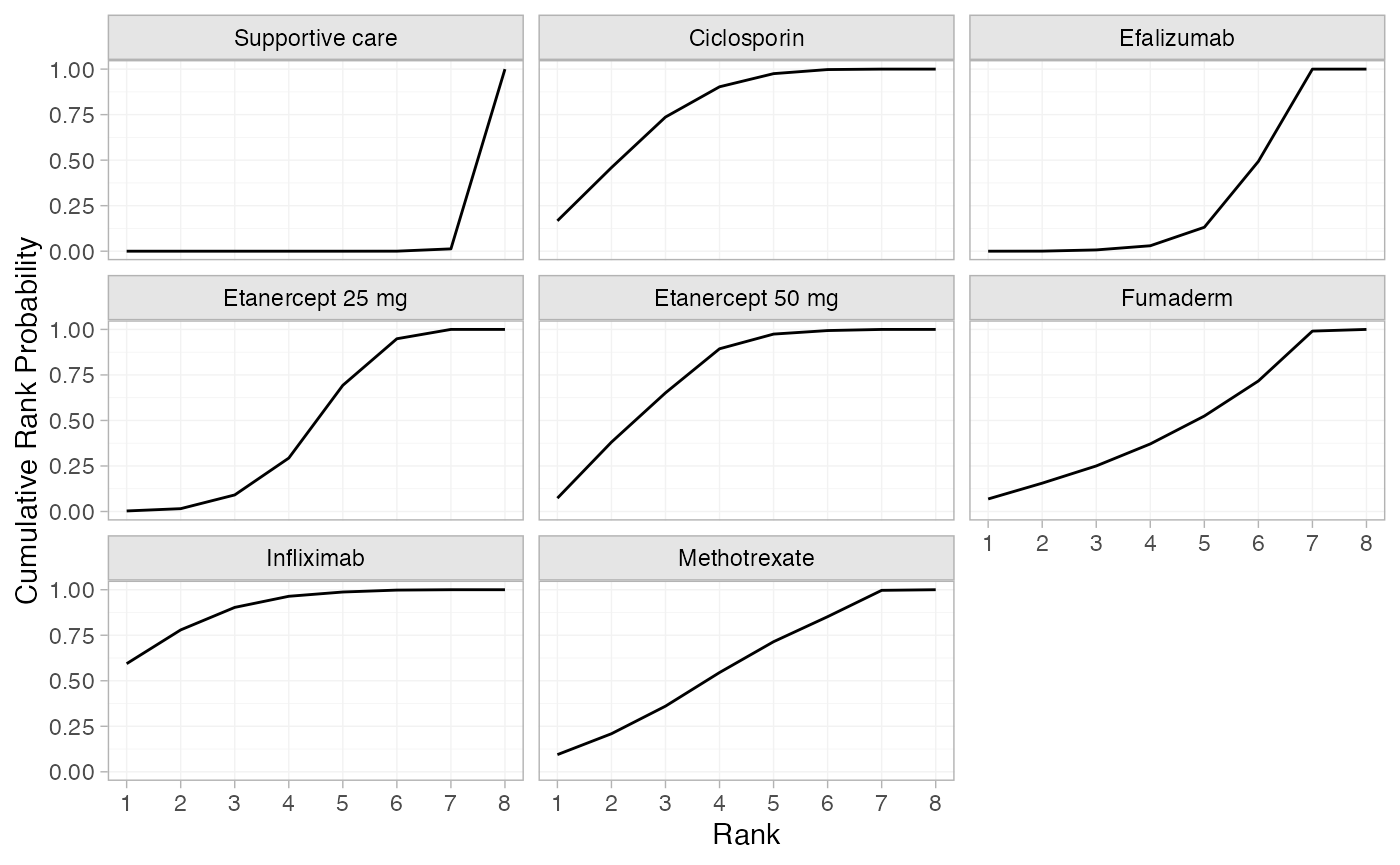 Supportive care
Ciclosporin
Efalizumab
1.00
0.75
0.50
0.25
0.00
Etanercept 25 mg
Etanercept 50 mg
Fumaderm
1.00
0.75
0.50
0.25
0.00
1 2 3 4 5 6 7 8
Infliximab
Methotrexate
1.00
0.75
0.50
0.25
0.00
1 2 3 4 5 6 7 8
1 2 3 4 5 6 7 8
Rank
Cumulative Rank Probability